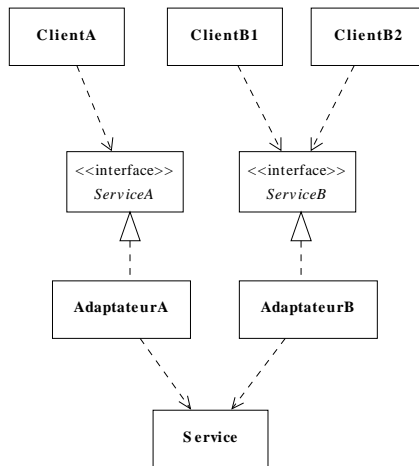 ClientA
ClientB1
ClientB2
<<interface>>
ServiceA
<<interface>>
ServiceB
AdaptateurA
AdaptateurB
Service